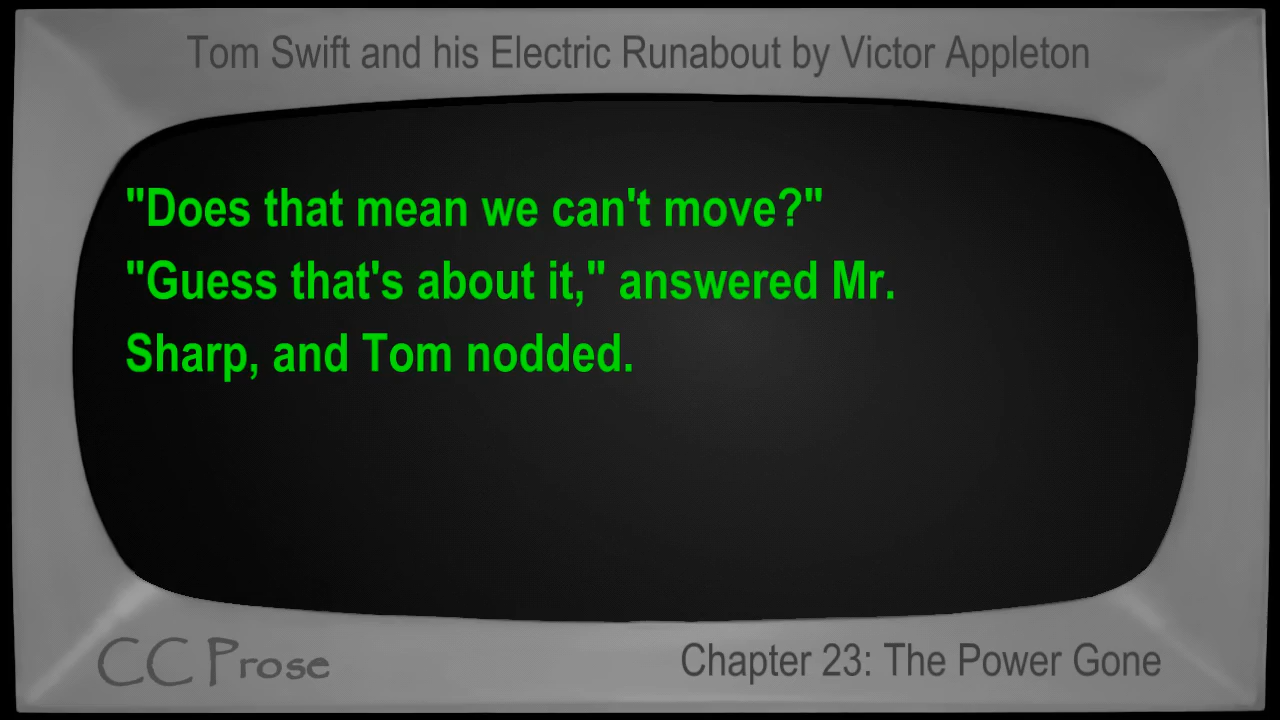 Tom Swift and his Electric Runabout by Victor Appleton
"Does that mean we can't move?"
"Guess that's about it," answered Mr.
Sharp, and Tom nodded.
CC Prose
Chapter 23: The Power Gone